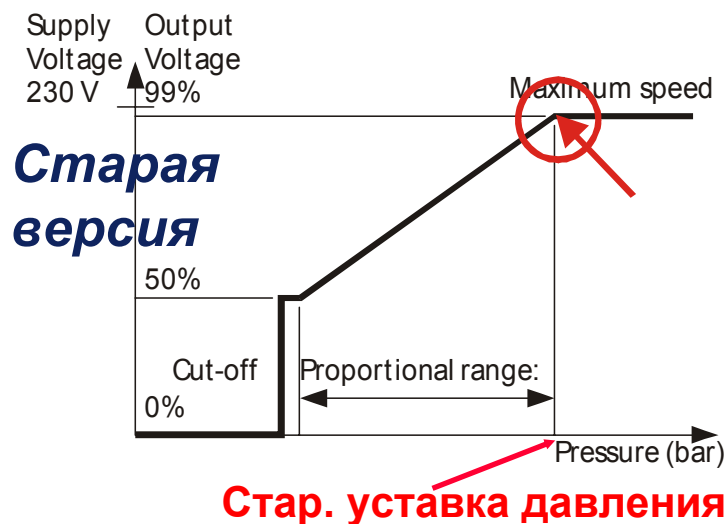 Supply Output
Voltage Voltage
230 V 99%
Maximum speed
Старая
версия
50%
Cut-off Proportional range:
0%
Pressure (bar)
Стар. уставка давления